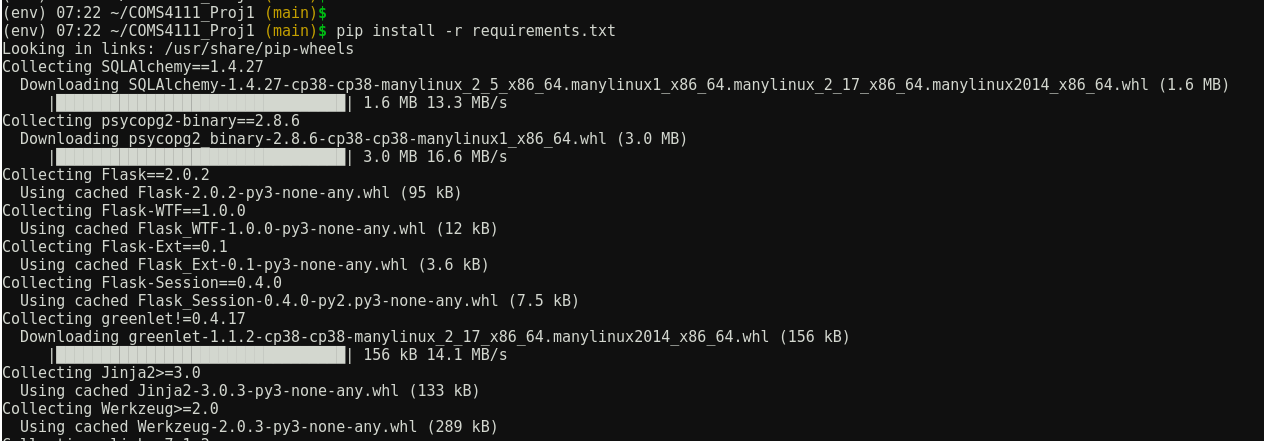 (env) 07:22 ~/COMS4111_Proj1 (main)$
(env) 07:22 ~/COMS4111_Proj1 (main)$ pip install -r requirements.txt
Looking in links: /usr/share/pip-wheels
Collecting SQLAlchemy==1.4.27
  Downloading SQLAlchemy-1.4.27-cp38-cp38-manylinux_2_5_x86_64.manylinux1_x86_64.manylinux_2_17_x86_64.manylinux2014_x86_64.whl (1.6 MB)
     |████████████████████████████████| 1.6 MB 13.3 MB/s
Collecting psycopg2-binary==2.8.6
  Downloading psycopg2_binary-2.8.6-cp38-cp38-manylinux1_x86_64.whl (3.0 MB)
     |████████████████████████████████| 3.0 MB 16.6 MB/s
Collecting Flask==2.0.2
  Using cached Flask-2.0.2-py3-none-any.whl (95 kB)
Collecting Flask-WTF==1.0.0
  Using cached Flask_WTF-1.0.0-py3-none-any.whl (12 kB)
Collecting Flask-Ext==0.1
  Using cached Flask_Ext-0.1-py3-none-any.whl (3.6 kB)
Collecting Flask-Session==0.4.0
  Using cached Flask_Session-0.4.0-py2.py3-none-any.whl (7.5 kB)
Collecting greenlet!=0.4.17
  Downloading greenlet-1.1.2-cp38-cp38-manylinux_2_17_x86_64.manylinux2014_x86_64.whl (156 kB)
     |████████████████████████████████| 156 kB 14.1 MB/s
Collecting Jinja2>=3.0
  Using cached Jinja2-3.0.3-py3-none-any.whl (133 kB)
Collecting Werkzeug>=2.0
  Using cached Werkzeug-2.0.3-py3-none-any.whl (289 kB)